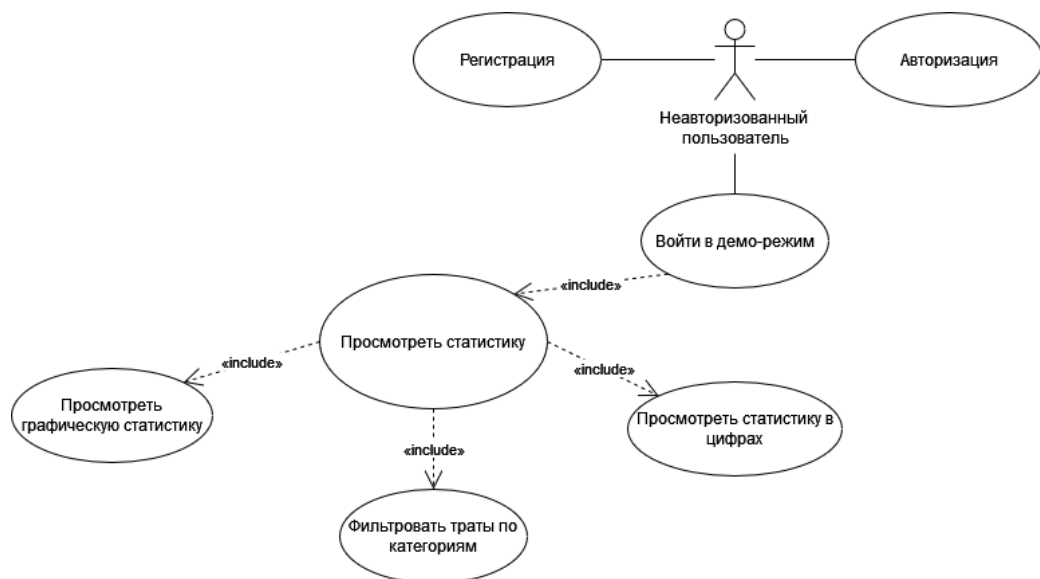 Регистрация
Авторизация
Неавторизованный
пользователь
Войти в демо-режим
«include»
Просмотреть статистику
«include»
«include»
Просмотреть
графическую статистику
Просмотреть статистику в
цифрах
«include»
Фильтровать траты по
категориям